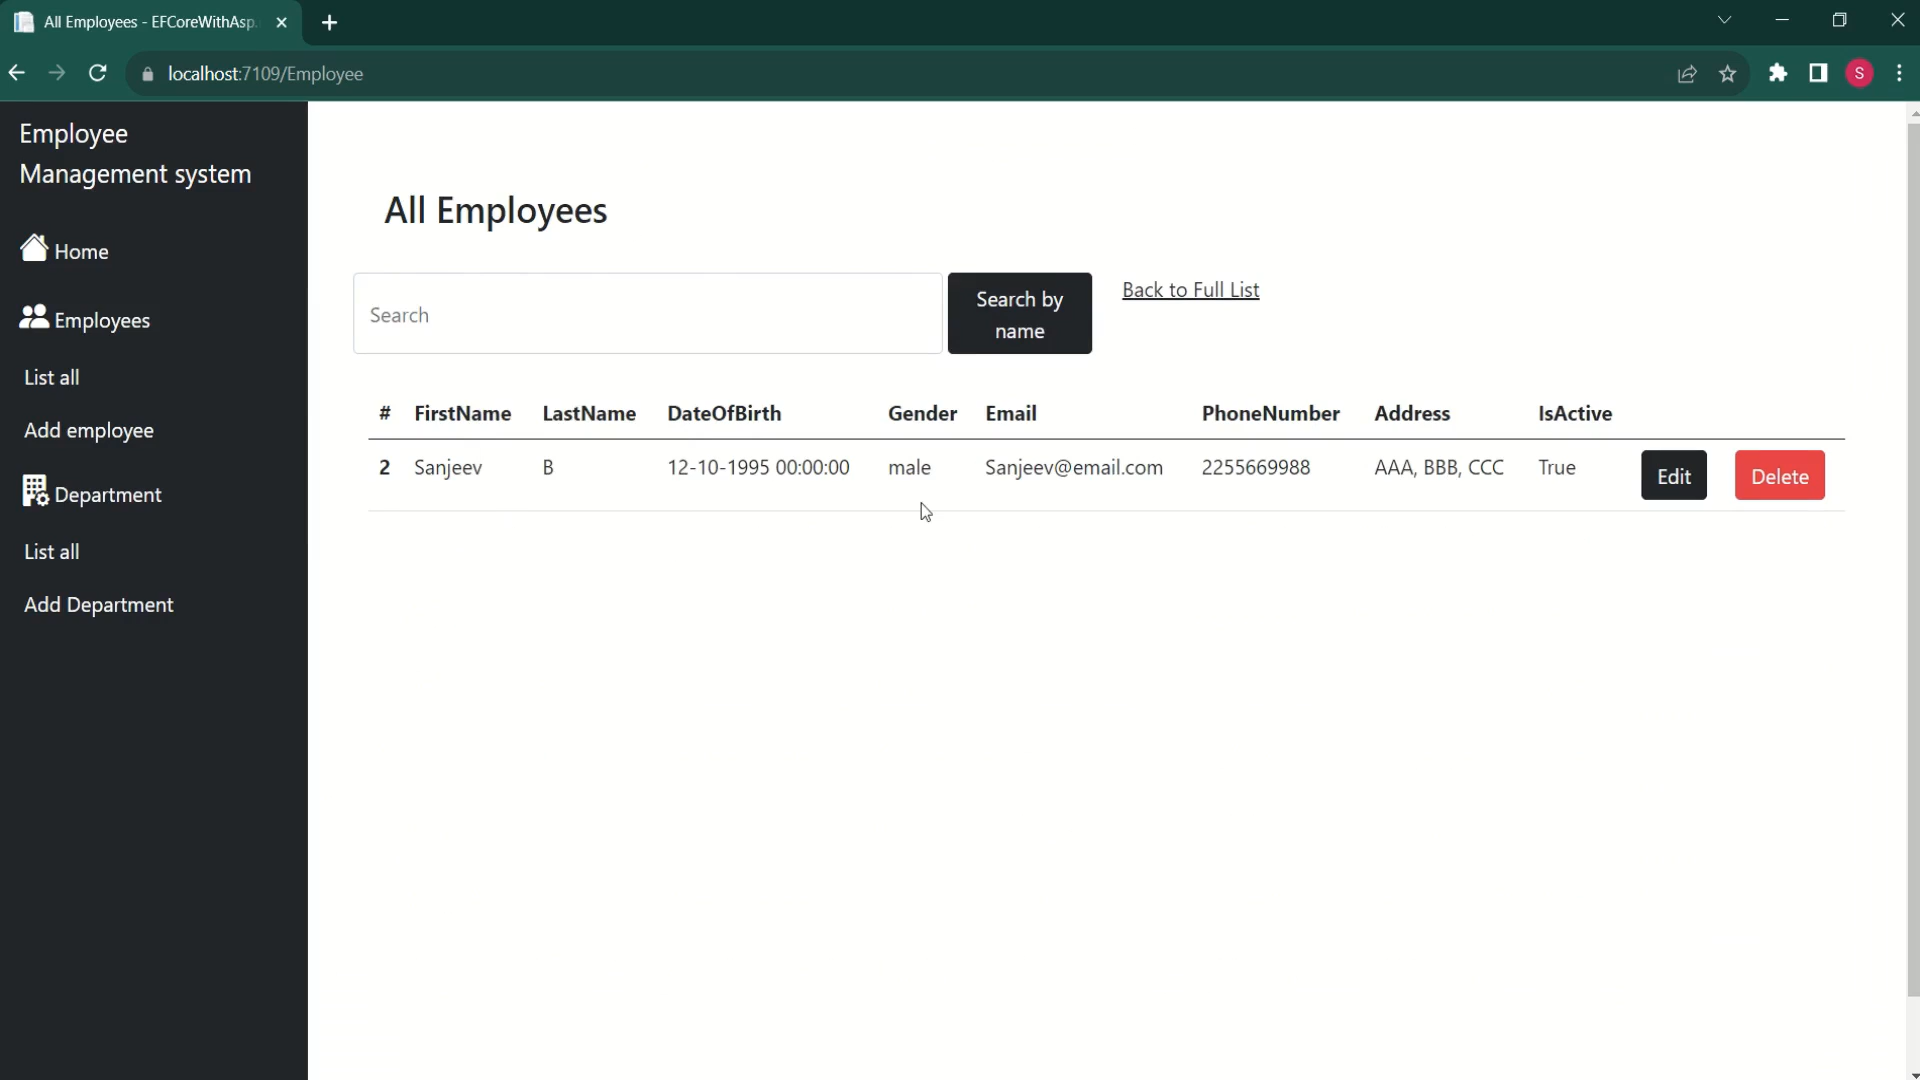 All Employees - EFCoreWithAsp.
localhost:7109/Employee
S
Employee
Management system
Home
Employees
List all
Add employee
Department
List all
Add Department
All Employees
Search
Search by
name
Back to Full List
# FirstName LastName DateOfBirth Gender Email PhoneNumber Address IsActive
2 Sanjeev B 12-10-1995 00:00:00 male Sanjeev@email.com 2255669988 AAA, BBB, CCC True Edit Delete